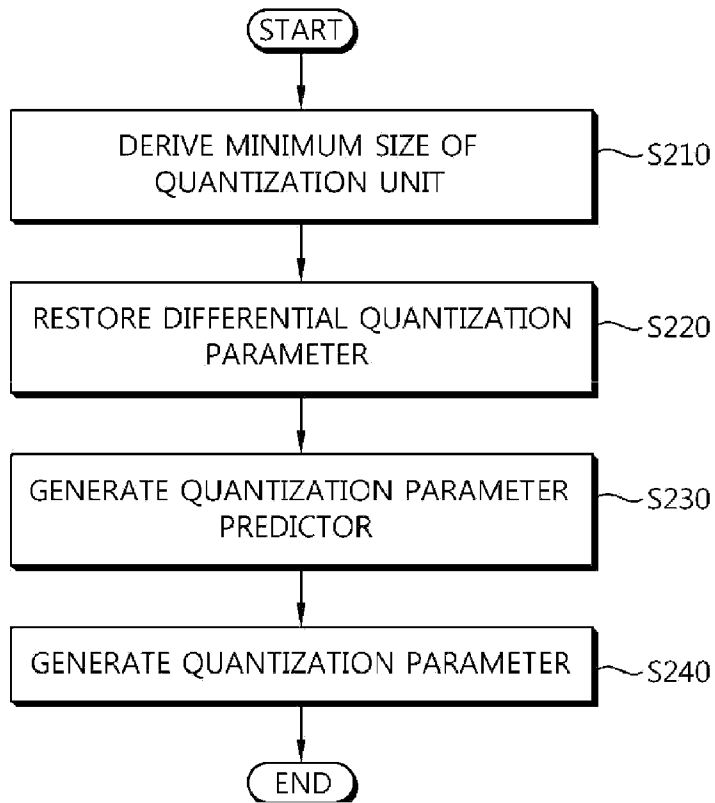 START
DERIVE MINIMUM SIZE OF
QUANTIZATION UNIT
S210
RESTORE DIFFERENTIAL QUANTIZATION
PARAMETER
S220
GENERATE QUANTIZATION PARAMETER
PREDICTOR
S230
GENERATE QUANTIZATION PARAMETER
S240
END